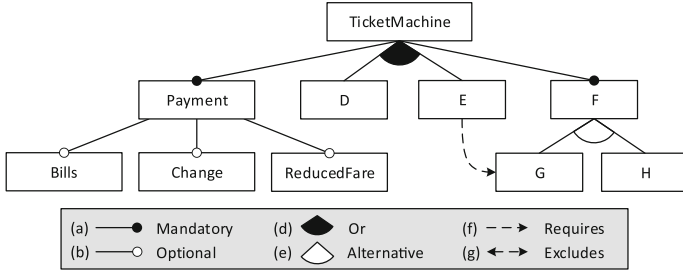 TicketMachine
Payment D E F
Bills Change ReducedFare G H
(a) Mandatory (d) Or (f) Requires
(b) Optional (e) Alternative (g) Excludes